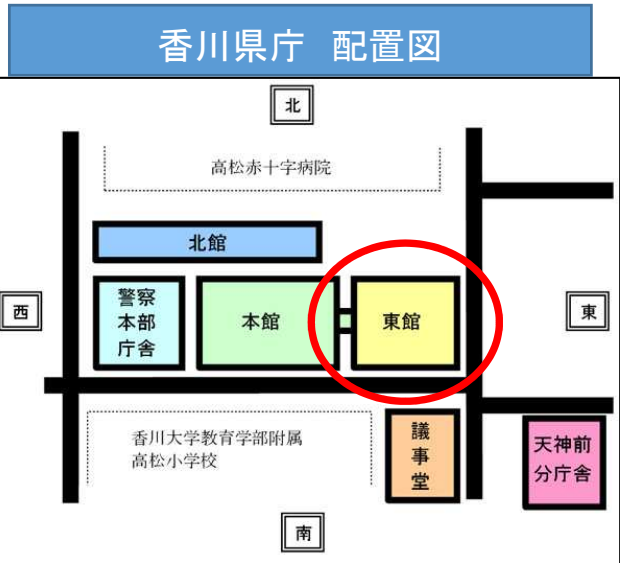 香川県庁 配置図
北
高松赤十字病院
北館
西
警察
本部
庁舎
本館
東館
東
香川大学教育学部附属
高松小学校
議
事
堂
天神前
分庁舎
南